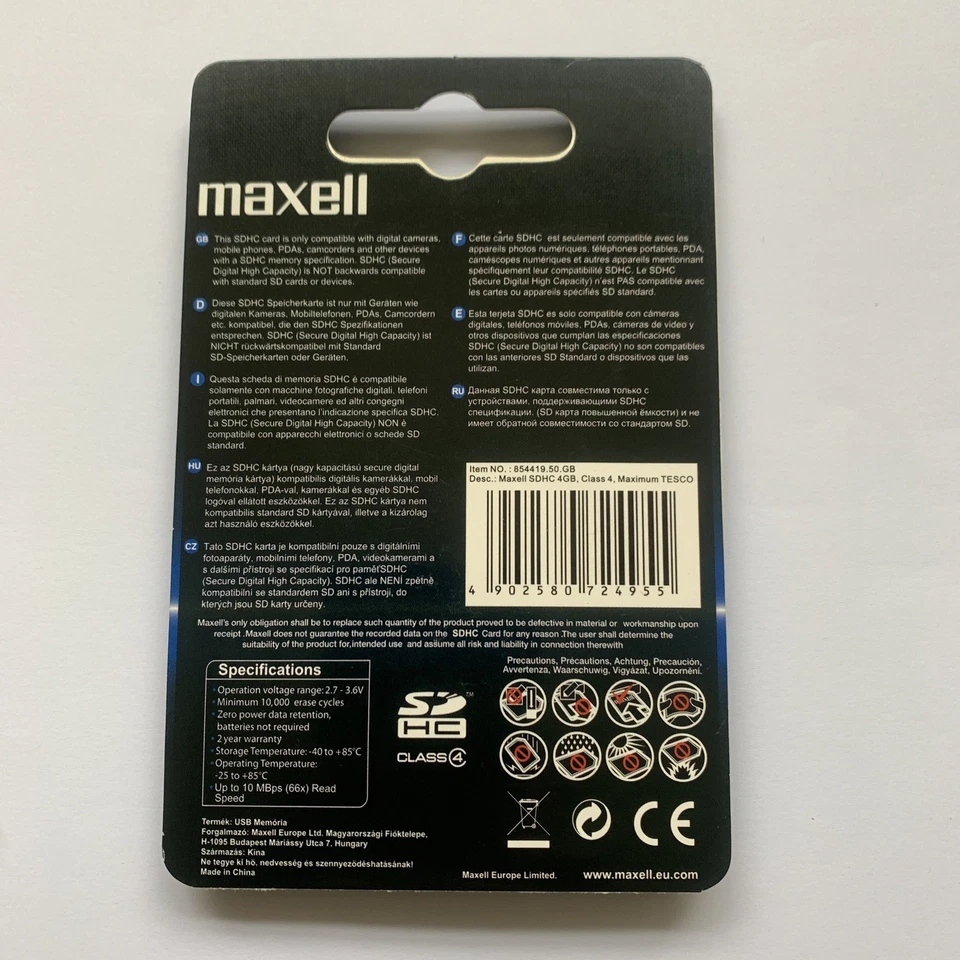 maxell
GB This SDHC card is only compatible with digital cameras,
mobile phones, PDAs, camcorders and other devices
with a SDHC memory specification. SDHC (Secure
Digital High Capacity) is NOT backwards compatible
with standard SD cards or devices.
D Diese SDHC Speicherkarte ist nur mit Geräten wie
digitalen Kameras, Mobiltelefonen, PDAs, Camcordern
etc. kompatibel, die den SDHC Spezifikationen
entsprechen. SDHC (Secure Digital High Capacity) ist
NICHT rückwärtskompatibel mit Standard
SD-Speicherkarten oder Geräten.
I Questa scheda di memoria SDHC é compatibile
solamente con macchine fotografiche digitali, telefoni
portatili, palmari, videocamere ed altri congegni
elettronici che presentano l'indicazione specifica SDHC.
La SDHC (Secure Digital High Capacity) NON é
compatibile con apparecchi elettronici o schede SD
standard.
HU Ez az SDHC kártya (nagy kapacitású secure digital
memória kártya) kompatibilis digitális kamerákkal, mobil
telefonokkal, PDA-val, kamerákkal és egyéb SDHC
logóval ellátott eszközökkel. Ez az SDHC kártya nem
kompatibilis standard SD kártyával, illetve a kizárólag
azt használó eszközökkel.
CZ Tato SDHC karta je kompatibilni pouze s digitálními
fotoaparáty, mobilními telefony, PDA, videokamerami a
s dalšími přístroji se specifikací pro paměťSDHC
(Secure Digital High Capacity). SDHC ale NENÍ zpětně
kompatibilní se standardem SD ani s přístroji, do
kterých jsou SD karty určeny.
F Cette carte SDHC est seulement compatible avec les
appareils photos numériques, téléphones portables, PDA,
caméscopes numériques et autres appareils mentionnant
spécifiquement leur compatibilité SDHC. Le SDHC
(Secure Digital High Capacity) n'est PAS compatible avec
les cartes ou appareils spécifiés SD standard.
E Esta terjeta SDHC es solo compatible con cámeras
digitales, teléfonos móviles, PDAs, cámeras de video y
otros dispositivos que cumplan las especificaciones
SDHC (Secure Digital High Capacity) no son compatibles
con las anteriores SD Standard o dispositivos que las
utilizan.
RU Данная SDHC карта совместима только с
устройствами, поддерживающими SDHC
спецификации. (SD карта повышенной ёмкости) и не
имеет обратной совместимости со стандартом SD.
Item NO. : 854419.50.GB
Desc.: Maxell SDHC 4GB, Class 4, Maximum TESCO
4 902580 724955
Maxell's only obligation shall be to replace such quantity of the product proved to be defective in material or workmanship upon
receipt .Maxell does not guarantee the recorded data on the SDHC Card for any reason .The user shall determine the
suitability of the product for,intended use and assume all risk and liability in connection therewith
Specifications
· Operation voltage range: 2.7 - 3.6V
· Minimum 10,000 erase cycles
· Zero power data retention,
batteries not required
· 2 year warranty
· Storage Temperature: -40 to +85°C
· Operating Temperature:
-25 to +85°C
· Up to 10 MBps (66x) Read
Speed
SD™
HC
CLASS 4
Precautions, Précautions, Achtung, Precaución,
Avvertenza, Waarschuwig, Vigyázat, Upozornění.
Termék: USB Memória
Forgalmazó: Maxell Europe Ltd. Magyarországi Fióktelepe,
H-1095 Budapest Máriássy Utca 7, Hungary
Származás: Kina
Ne tegye ki hő, nedvesség és szennyeződéshatásának!
Made in China
CE
Maxell Europe Limited.
www.maxell.eu.com